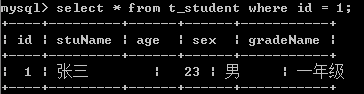 mysql> select * from t_student where id = 1;
+----+---------+------+------+-----------+
| id | stuName | age | sex | gradeName |
+----+---------+------+------+-----------+
| 1 | 张三 | 23 | 男 | 一年级
+----+---------+------+------+-----------+